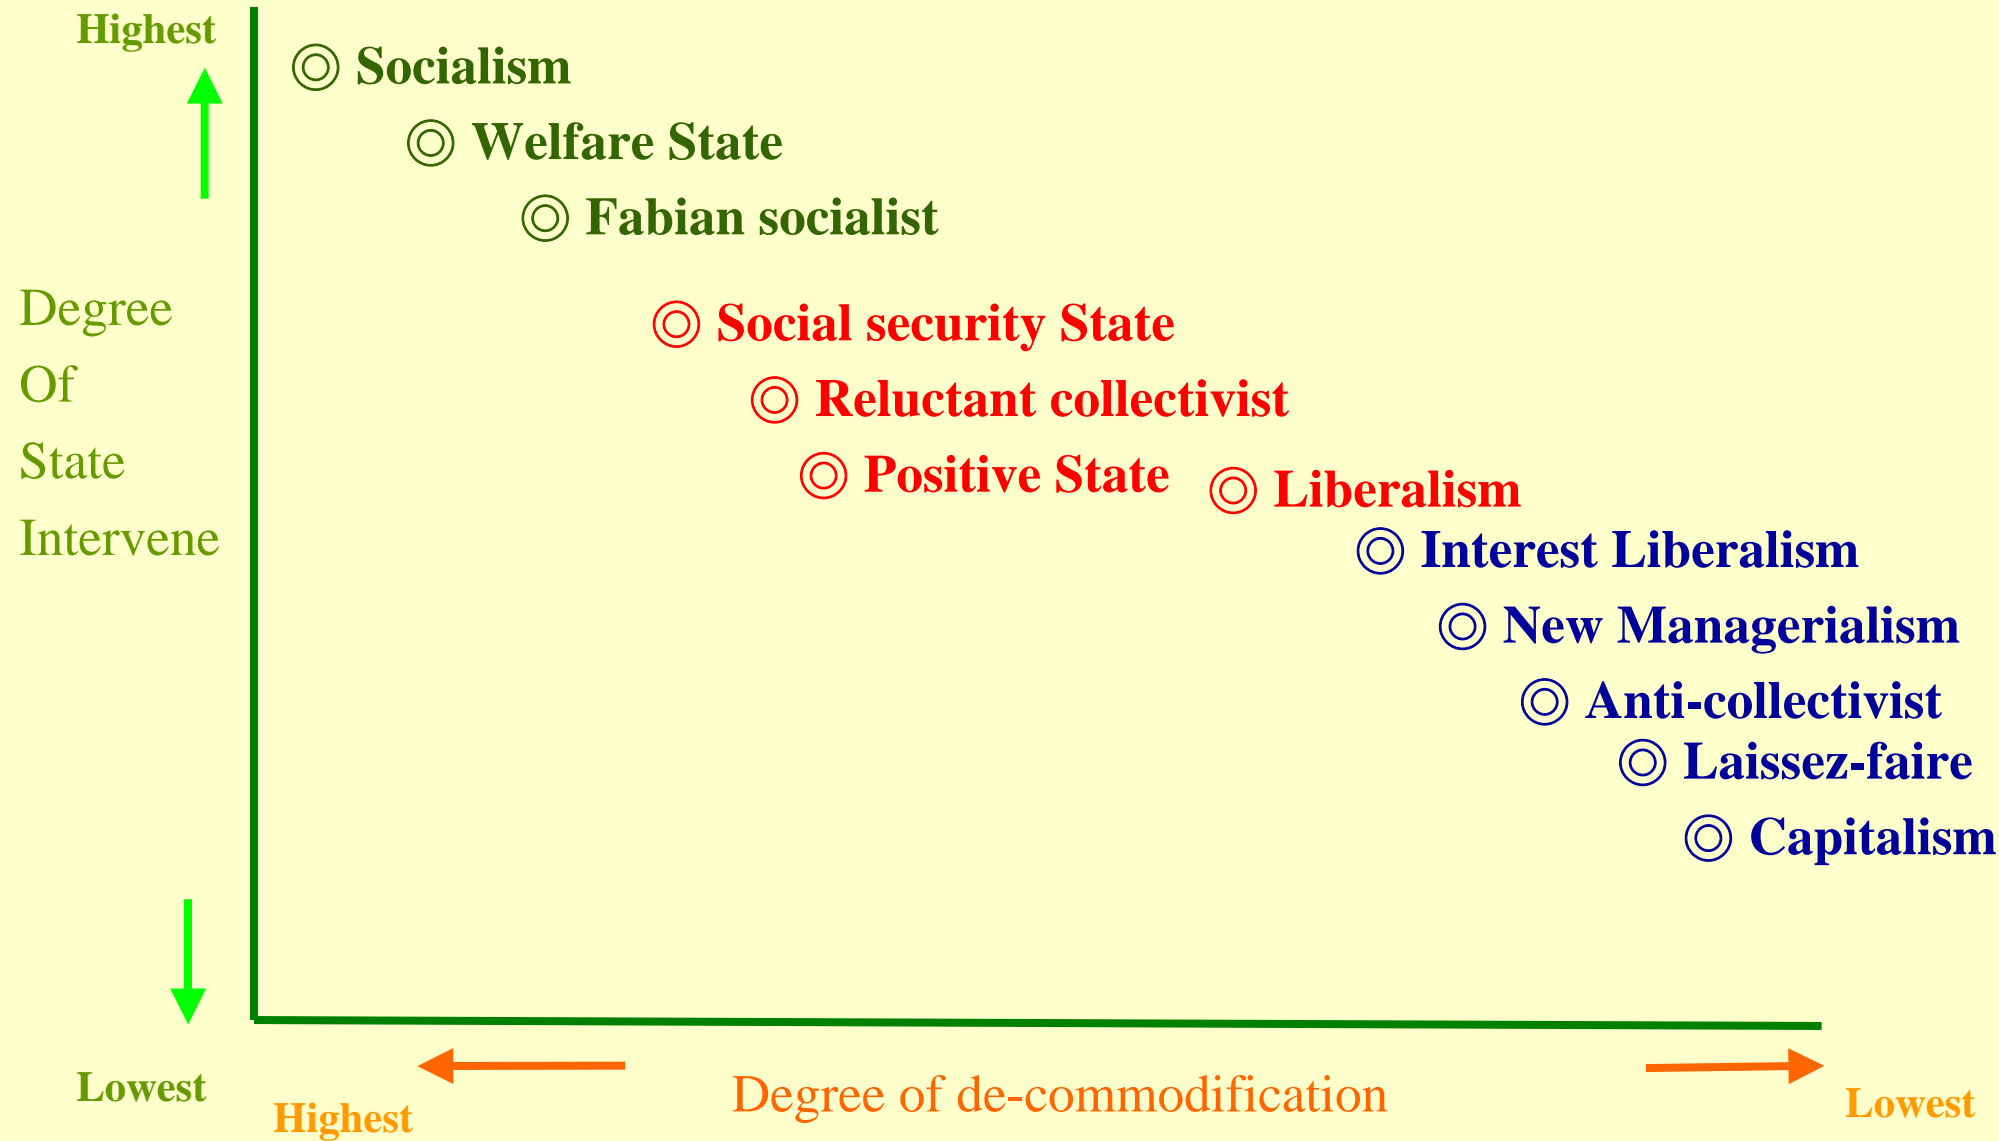 Highest
◎ Socialism
◎ Welfare State
◎ Fabian socialist
Degree
Of
State
Intervene
◎ Social security State
◎ Reluctant collectivist
◎ Positive State
◎ Liberalism
◎ Interest Liberalism
◎ New Managerialism
◎ Anti-collectivist
◎ Laissez-faire
◎ Capitalism
Lowest
Highest
Degree of de-commodification
Lowest